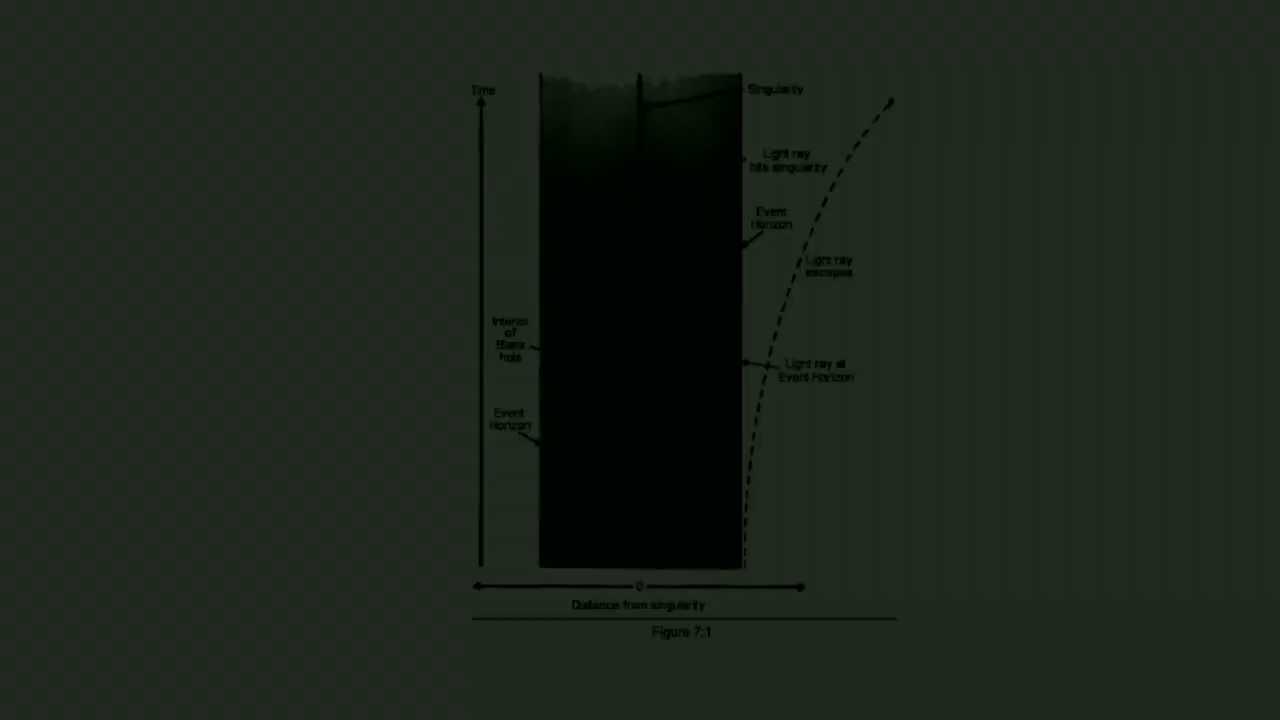 Time
Singularity
Light ray
hits singularity
Event
Horizon
Light ray
escapes
Interior
of
Black
hole
Light ray at
Event Horizon
Event
Horizon
0
Distance from singularity
Figure 7:1